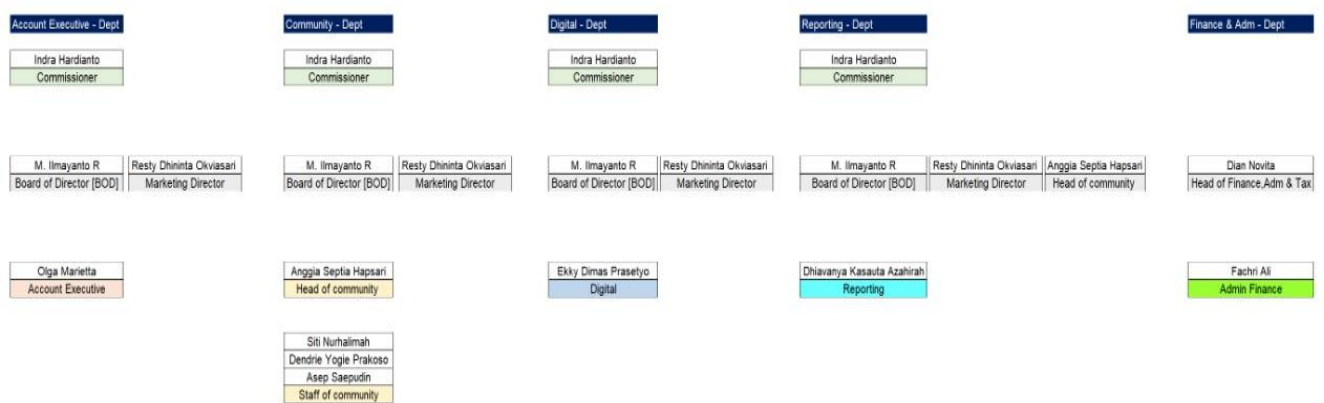 Account Executive - Dept
Community - Dept
Digital - Dept
Reporting - Dept
Finance & Adm - Dept
Indra Hardianto
Commissioner
Indra Hardianto
Commissioner
Indra Hardianto
Commissioner
Indra Hardianto
Commissioner
M. Ilmayanto R
Board of Director [BOD]
Resty Dhininta Okviasari
Marketing Director
M. Ilmayanto R
Board of Director [BOD]
Resty Dhininta Okviasari
Marketing Director
M. Ilmayanto R
Board of Director [BOD]
Resty Dhininta Okviasari
Marketing Director
M. Ilmayanto R
Board of Director [BOD]
Resty Dhininta Okviasari
Marketing Director
Anggia Septia Hapsari
Head of community
Dian Novita
Head of Finance,Adm & Tax
Olga Marietta
Account Executive
Anggia Septia Hapsari
Head of community
Ekky Dimas Prasetyo
Digital
Dhiavanya Kasauta Azahirah
Reporting
Fachri Ali
Admin Finance
Siti Nurhalimah
Dendrie Yogie Prakoso
Asep Saepudin
Staff of community